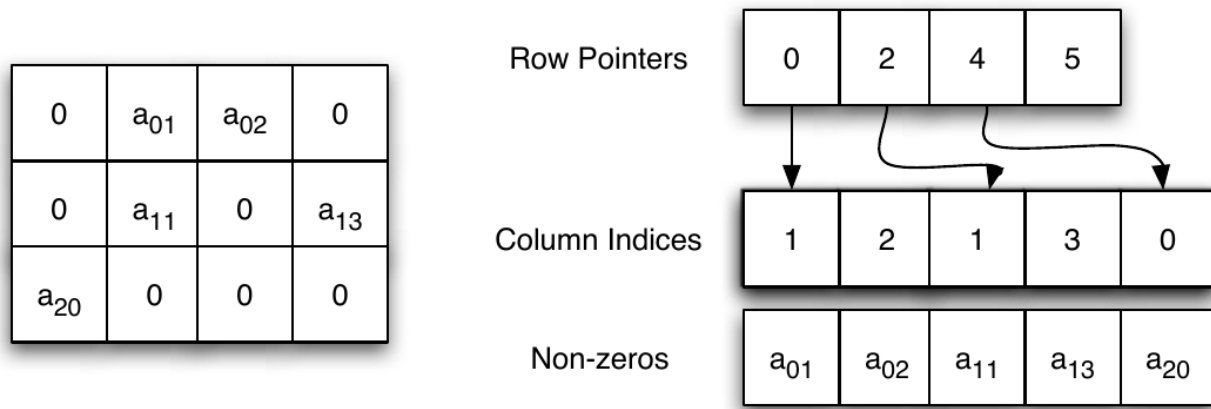 0 a01 a02 0
0 a11 0 a13
a20 0 0 0
Row Pointers 0 2 4 5
Column Indices 1 2 1 3 0
Non-zeros a01 a02 a11 a13 a20